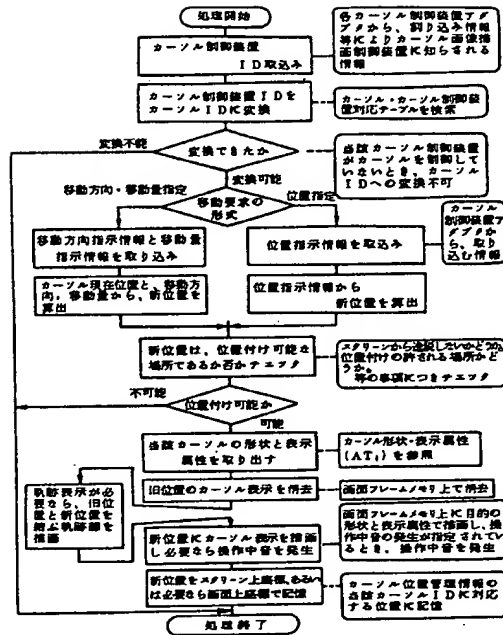 処理開始
カーソル制御装置
ID取込み
各カーソル制御装置アダ
プタから、割り込み情報
等によりカーソル画像描
画制御装置に知らされる
情報
カーソル制御装置IDを
カーソルIDに変換
カーソル・カーソル制御装
置対応テーブルを検索
変換不能
変換できたか
変換可能
当該カーソル制御装置
がカーソルを制御して
いないとき、カーソル
IDへの変換不可
移動方向・移動量指定
移動要求の
形式
位置指定
移動方向指示情報と移動量
指示情報を取り込み
位置指示情報を取込み
カーソル
制御装置ア
ダプタか
ら、取り
込む情報
カーソル現在位置と、移動方
向,移動量から、新位置を
算出
位置指示情報から
新位置を算出
新位置は、位置付け可能な
場所であるか否かチェック
スクリーンから逸脱しないかどうか,
位置付けの許される場所かど
うか。
等の事項につきチェック
不可能
位置付け可能か
可能
当該カーソルの形状と表示
属性を取り出す
カーソル形状・表示属性
(ATi)を参照
旧位置のカーソル表示を消去
画面フレームメモリ上で消去
軌跡表示が必
要なら、旧位
置と新位置を
結ぶ軌跡線を
描画
新位置にカーソル表示を描画
し必要なら操作中音を発生
画面フレームメモリ上に目的の
形状と表示属性で描画し、操
作中音の発生が指定されてい
るとき、操作中音を発生
新位置をスクリーン上座標、あるい
は必要なら画面上座標で記憶
カーソル位置管理情報の
当該カーソルIDに対応
する位置に記憶
処理終了